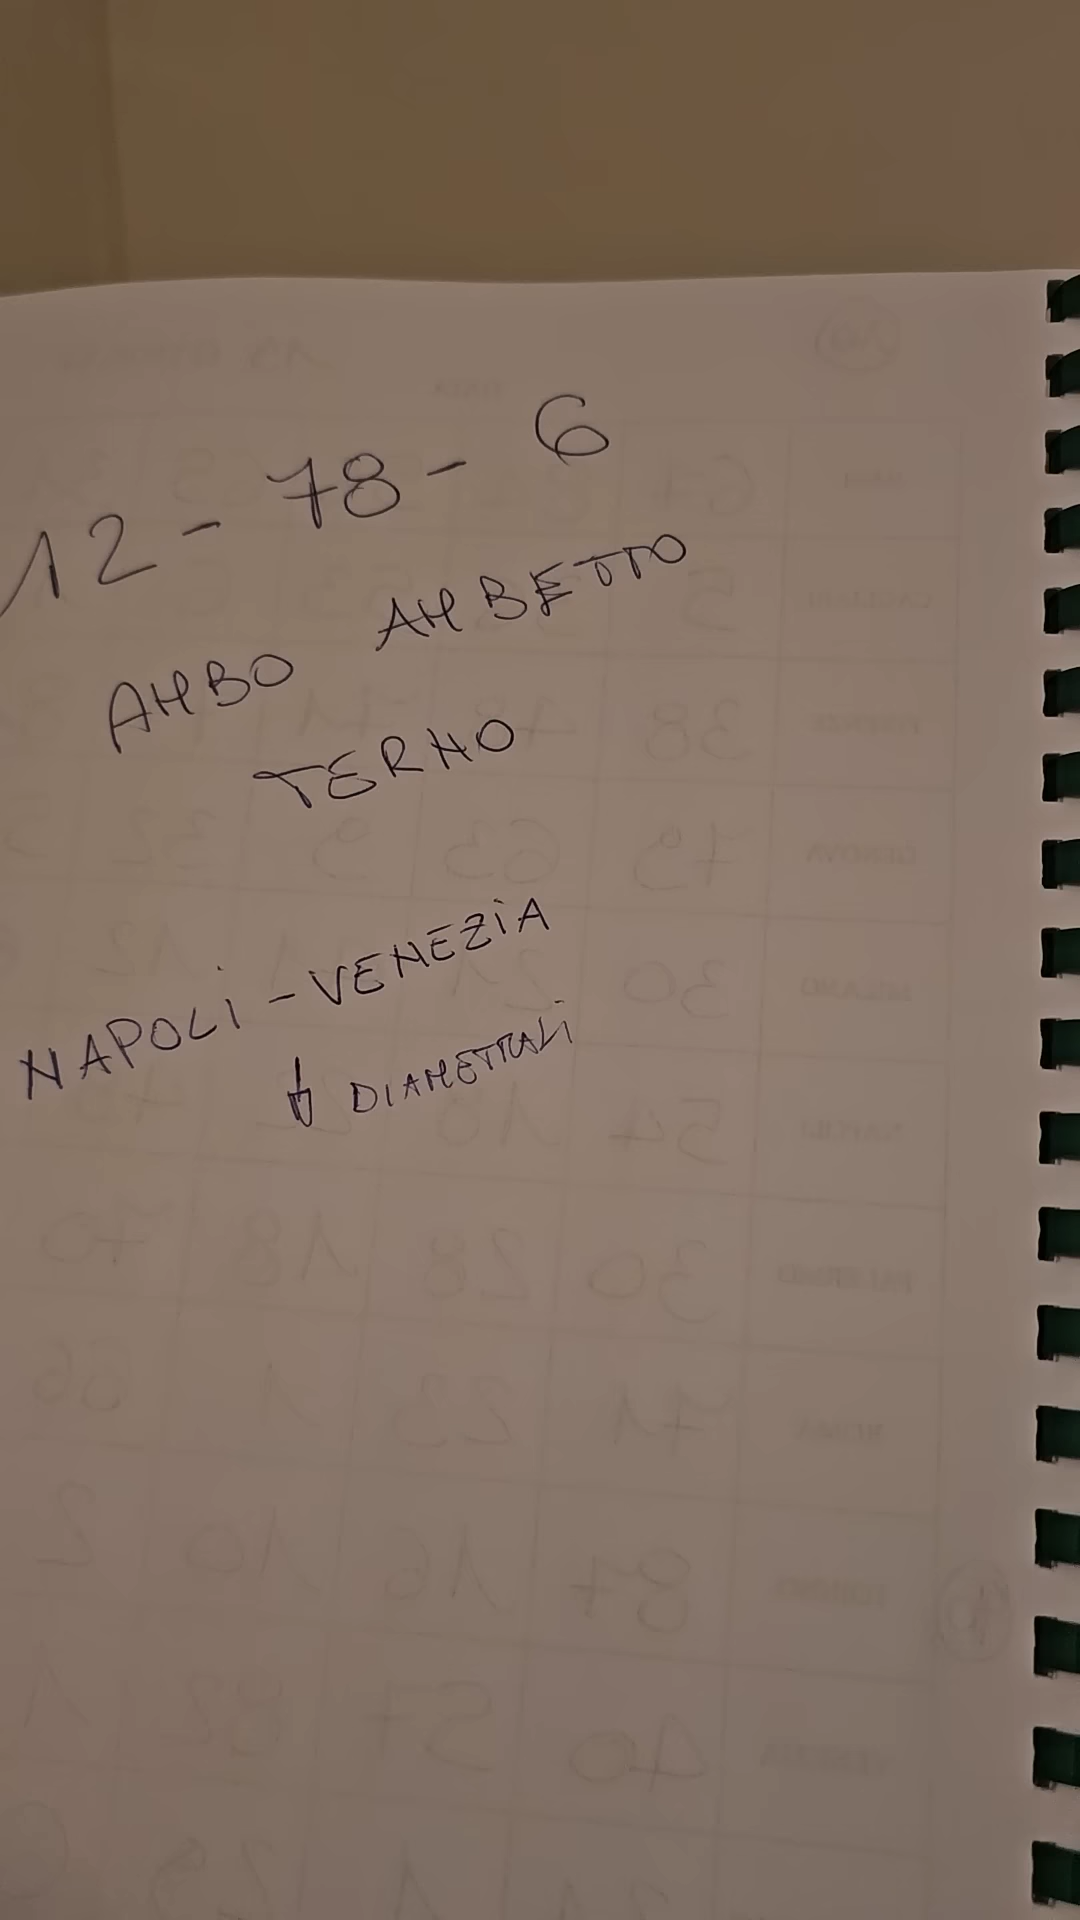 12 - 78 - 6
AMBO AMBETTO
TERNO
NAPOLI - VENEZIA
↓ DIAMETRALI